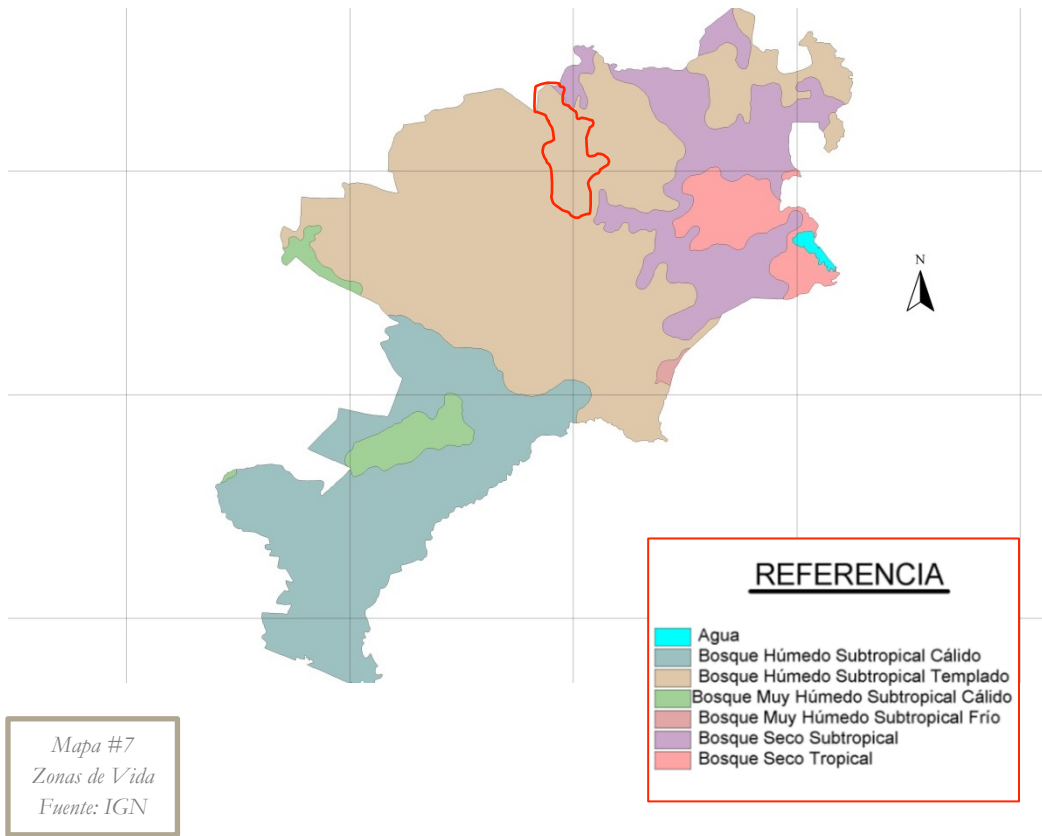 N
REFERENCIA
Agua
Bosque Húmedo Subtropical Cálido
Bosque Húmedo Subtropical Templado
Bosque Muy Húmedo Subtropical Cálido
Bosque Muy Húmedo Subtropical Frío
Bosque Seco Subtropical
Bosque Seco Tropical
Mapa #7
Zonas de Vida
Fuente: IGN